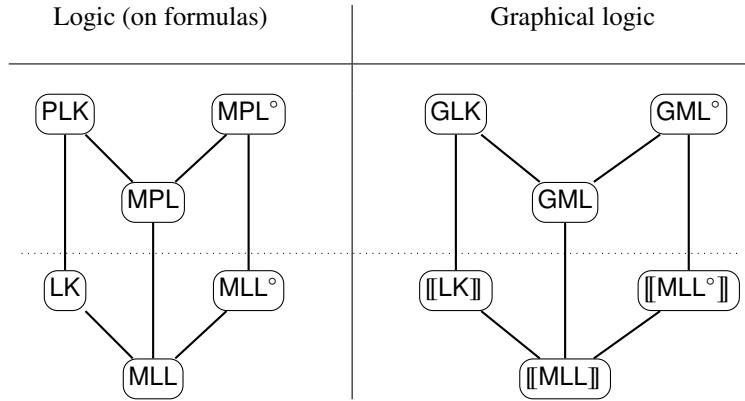 Logic (on formulas) Graphical logic
PLK MPL° GLK GML°
MPL GML
LK MLL° ⟦LK⟧ ⟦MLL°⟧
MLL ⟦MLL⟧